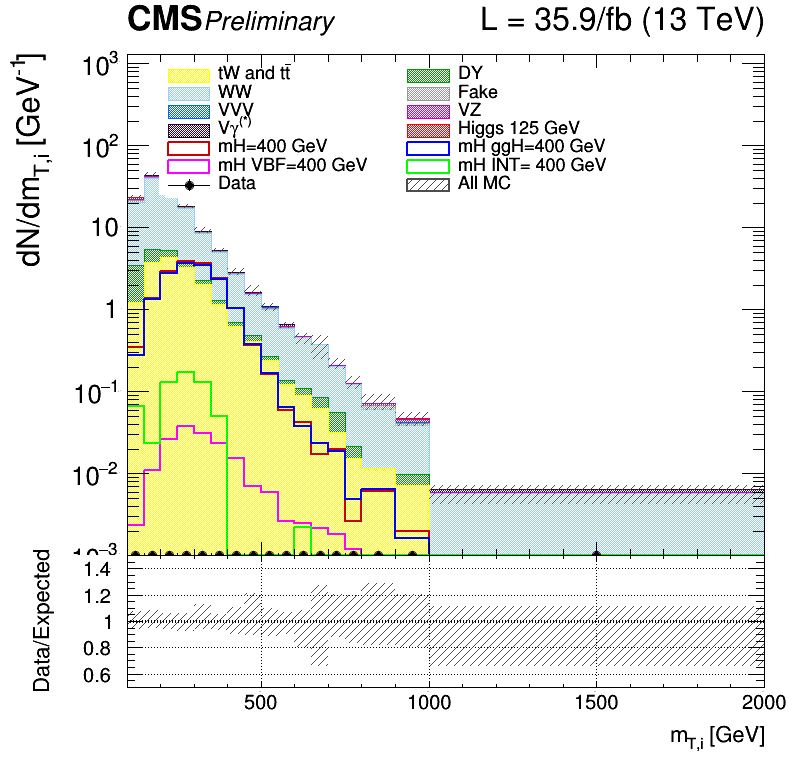 CMS Preliminary L = 35.9/fb (13 TeV)
dN/dm_{T,i} [GeV⁻¹]
10³
10²
10
1
10⁻¹
10⁻²
10⁻³
tW and tt̄ DY
WW Fake
VVV VZ
Vγ⁽*⁾ Higgs 125 GeV
mH=400 GeV mH ggH=400 GeV
mH VBF=400 GeV mH INT= 400 GeV
Data All MC
Data/Expected
1.4
1.2
1
0.8
0.6
500 1000 1500 2000
m_{T,i} [GeV]